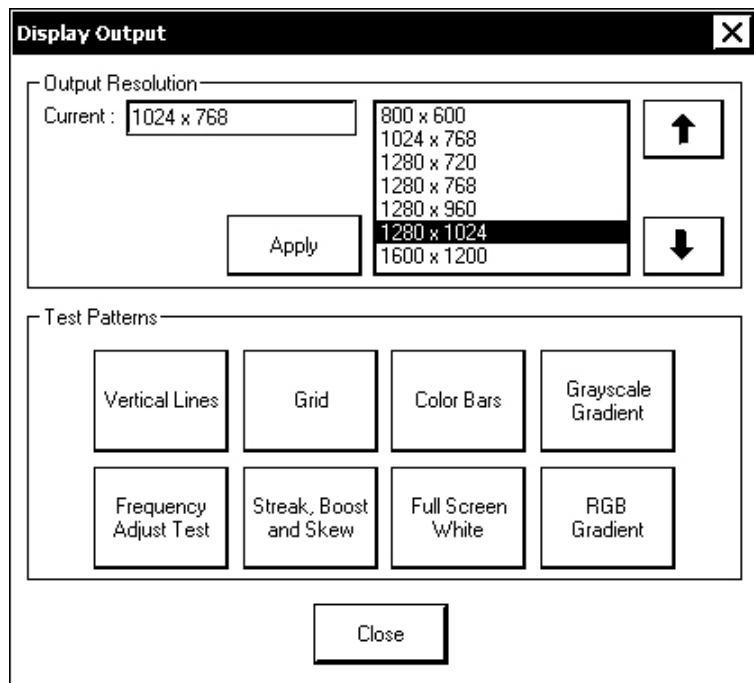 Display Output
Output Resolution
Current : 1024 x 768
800 x 600
1024 x 768
1280 x 720
1280 x 768
1280 x 960
1280 x 1024
1600 x 1200
Apply
Test Patterns
Vertical Lines
Grid
Color Bars
Grayscale
Gradient
Frequency
Adjust Test
Streak, Boost
and Skew
Full Screen
White
RGB
Gradient
Close